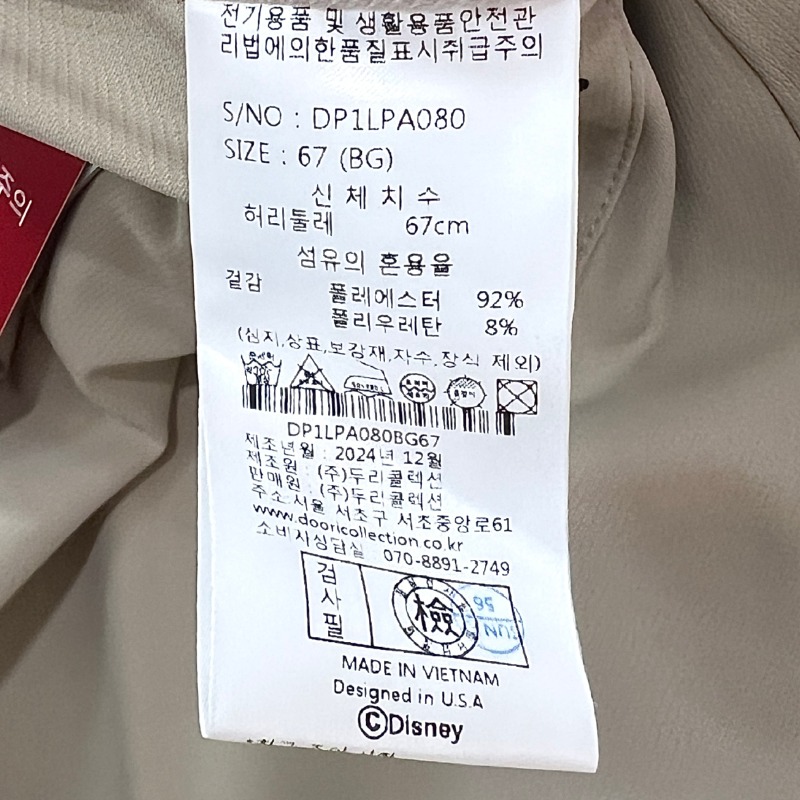 전기용품 및 생활용품안전관
리법에의한품질표시취급주의
S/NO : DP1LPA080
SIZE : 67 (BG)
신 체 치 수
허리둘레 67cm
섬유의 혼용율
겉감
폴레에스터 92%
폴리우레탄 8%
(심지,상표,보강재,자수,장식 제외)
DP1LPA080BG67
제조년월 : 2024년 12월
제조원 : (주)두리콜렉션
판매원 : (주)두리콜렉션
주소:서울 서초구 서초중앙로61
www.dooricollection.co.kr
소비사싱담실 : 070-8891-2749
검
사
필
檢
56
SUN
MADE IN VIETNAM
Designed in U.S.A
©Disney
주의